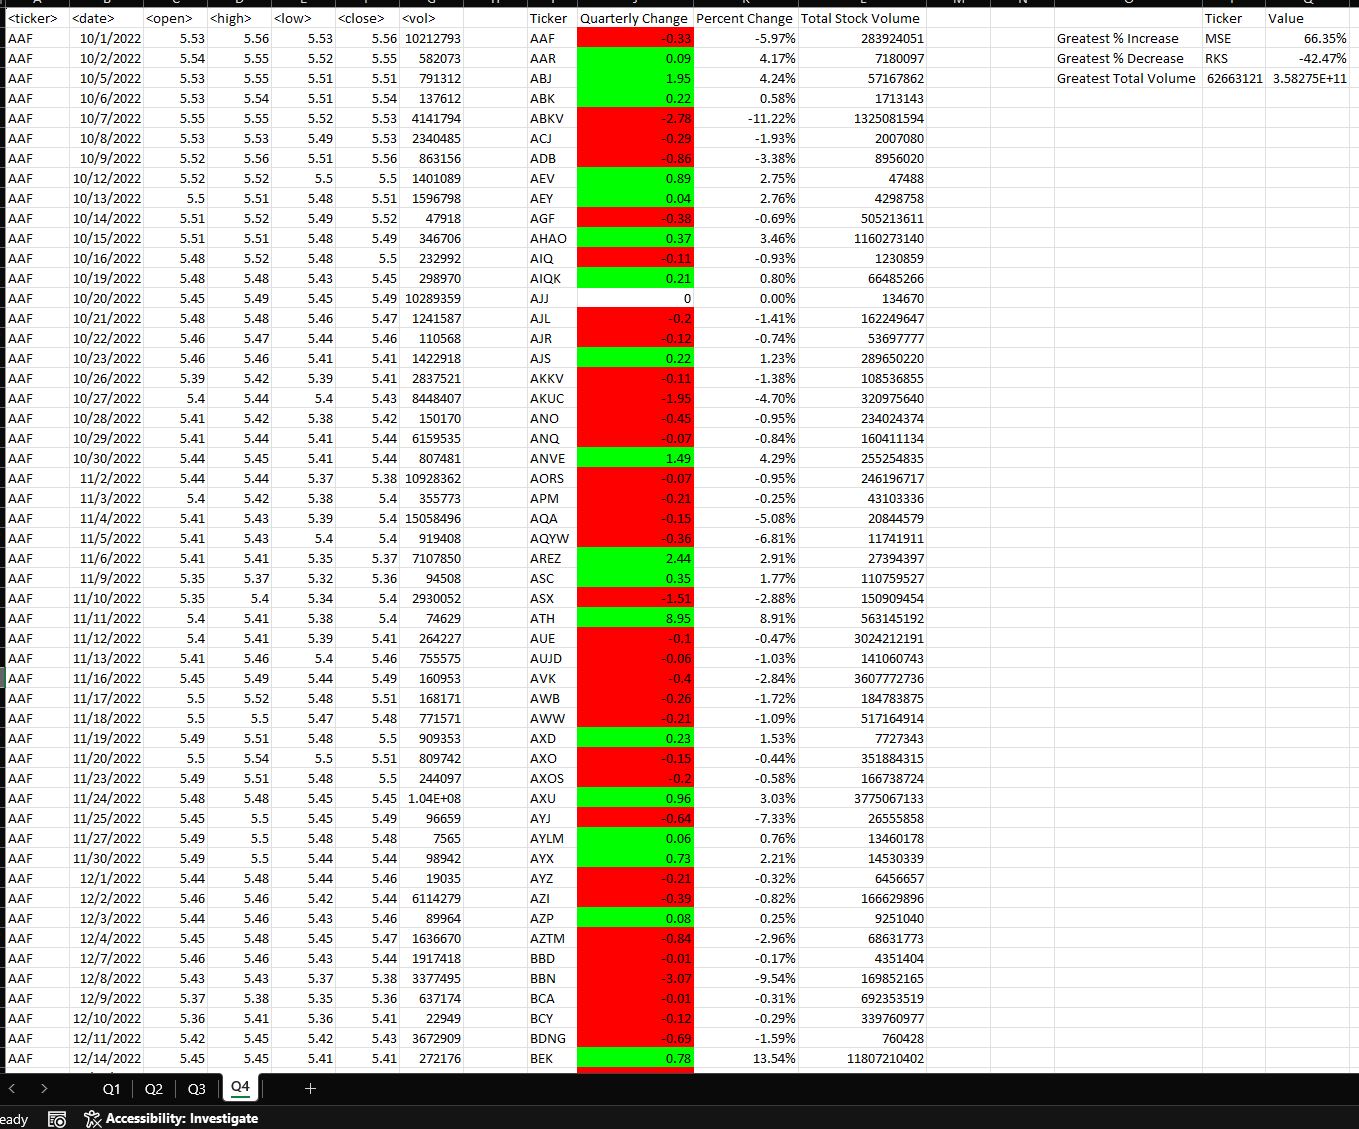 <ticker> <date> <open> <high> <low> <close> <vol> Ticker Quarterly Change Percent Change Total Stock Volume Ticker Value
AAF 10/1/2022 5.53 5.56 5.53 5.56 10212793 AAF -0.33 -5.97% 283924051 Greatest % Increase MSE 66.35%
AAF 10/2/2022 5.54 5.55 5.52 5.55 582073 AAR 0.09 4.17% 7180097 Greatest % Decrease RKS -42.47%
AAF 10/5/2022 5.53 5.55 5.51 5.51 791312 ABJ 1.95 4.24% 57167862 Greatest Total Volume 62663121 3.58275E+11
AAF 10/6/2022 5.53 5.54 5.51 5.54 137612 ABK 0.22 0.58% 1713143
AAF 10/7/2022 5.55 5.55 5.52 5.53 4141794 ABKV -2.78 -11.22% 1325081594
AAF 10/8/2022 5.53 5.53 5.49 5.53 2340485 ACJ -0.29 -1.93% 2007080
AAF 10/9/2022 5.52 5.56 5.51 5.56 863156 ADB -0.86 -3.38% 8956020
AAF 10/12/2022 5.52 5.52 5.5 5.5 1401089 AEV 0.89 2.75% 47488
AAF 10/13/2022 5.5 5.51 5.48 5.51 1596798 AEY 0.04 2.76% 4298758
AAF 10/14/2022 5.51 5.52 5.49 5.52 47918 AGF -0.38 -0.69% 505213611
AAF 10/15/2022 5.51 5.51 5.48 5.49 346706 AHAO 0.37 3.46% 1160273140
AAF 10/16/2022 5.48 5.52 5.48 5.5 232992 AIQ -0.11 -0.93% 1230859
AAF 10/19/2022 5.48 5.48 5.43 5.45 298970 AIQK 0.21 0.80% 66485266
AAF 10/20/2022 5.45 5.49 5.45 5.49 10289359 AJJ 0 0.00% 134670
AAF 10/21/2022 5.48 5.48 5.46 5.47 1241587 AJL -0.2 -1.41% 162249647
AAF 10/22/2022 5.46 5.47 5.44 5.46 110568 AJR -0.12 -0.74% 53697777
AAF 10/23/2022 5.46 5.46 5.41 5.41 1422918 AJS 0.22 1.23% 289650220
AAF 10/26/2022 5.39 5.42 5.39 5.41 2837521 AKKV -0.11 -1.38% 108536855
AAF 10/27/2022 5.4 5.44 5.4 5.43 8448407 AKUC -1.95 -4.70% 320975640
AAF 10/28/2022 5.41 5.42 5.38 5.42 150170 ANO -0.45 -0.95% 234024374
AAF 10/29/2022 5.41 5.44 5.41 5.44 6159535 ANQ -0.07 -0.84% 160411134
AAF 10/30/2022 5.44 5.45 5.41 5.44 807481 ANVE 1.49 4.29% 255254835
AAF 11/2/2022 5.44 5.44 5.37 5.38 10928362 AORS -0.07 -0.95% 246196717
AAF 11/3/2022 5.4 5.42 5.38 5.4 355773 APM -0.21 -0.25% 43103336
AAF 11/4/2022 5.41 5.43 5.39 5.4 15058496 AQA -0.15 -5.08% 20844579
AAF 11/5/2022 5.41 5.43 5.4 5.4 919408 AQYW -0.36 -6.81% 11741911
AAF 11/6/2022 5.41 5.41 5.35 5.37 7107850 AREZ 2.44 2.91% 27394397
AAF 11/9/2022 5.35 5.37 5.32 5.36 94508 ASC 0.35 1.77% 110759527
AAF 11/10/2022 5.35 5.4 5.34 5.4 2930052 ASX -1.51 -2.88% 150909454
AAF 11/11/2022 5.4 5.41 5.38 5.4 74629 ATH 8.95 8.91% 563145192
AAF 11/12/2022 5.4 5.41 5.39 5.41 264227 AUE -0.1 -0.47% 3024212191
AAF 11/13/2022 5.41 5.46 5.4 5.46 755575 AUJD -0.06 -1.03% 141060743
AAF 11/16/2022 5.45 5.49 5.44 5.49 160953 AVK -0.4 -2.84% 3607772736
AAF 11/17/2022 5.5 5.52 5.48 5.51 168171 AWB -0.26 -1.72% 184783875
AAF 11/18/2022 5.5 5.5 5.47 5.48 771571 AWW -0.21 -1.09% 517164914
AAF 11/19/2022 5.49 5.51 5.48 5.5 909353 AXD 0.23 1.53% 7727343
AAF 11/20/2022 5.5 5.54 5.5 5.51 809742 AXO -0.15 -0.44% 351884315
AAF 11/23/2022 5.49 5.51 5.48 5.5 244097 AXOS -0.2 -0.58% 166738724
AAF 11/24/2022 5.48 5.48 5.45 5.45 1.04E+08 AXU 0.96 3.03% 3775067133
AAF 11/25/2022 5.45 5.5 5.45 5.49 96659 AYJ -0.64 -7.33% 26555858
AAF 11/27/2022 5.49 5.5 5.48 5.48 7565 AYLM 0.06 0.76% 13460178
AAF 11/30/2022 5.49 5.5 5.44 5.44 98942 AYX 0.73 2.21% 14530339
AAF 12/1/2022 5.44 5.48 5.44 5.46 19035 AYZ -0.21 -0.32% 6456657
AAF 12/2/2022 5.46 5.46 5.42 5.44 6114279 AZI -0.39 -0.82% 166629896
AAF 12/3/2022 5.44 5.46 5.43 5.46 89964 AZP 0.08 0.25% 9251040
AAF 12/4/2022 5.45 5.48 5.45 5.47 1636670 AZTM -0.84 -2.96% 68631773
AAF 12/7/2022 5.46 5.46 5.43 5.44 1917418 BBD -0.01 -0.17% 4351404
AAF 12/8/2022 5.43 5.43 5.37 5.38 3377495 BBN -3.07 -9.54% 169852165
AAF 12/9/2022 5.37 5.38 5.35 5.36 637174 BCA -0.01 -0.31% 692353519
AAF 12/10/2022 5.36 5.41 5.36 5.41 22949 BCY -0.12 -0.29% 339760977
AAF 12/11/2022 5.42 5.45 5.42 5.43 3672909 BDNG -0.69 -1.59% 760428
AAF 12/14/2022 5.45 5.45 5.41 5.41 272176 BEK 0.78 13.54% 11807210402
Q1 Q2 Q3 Q4 +
eady Accessibility: Investigate